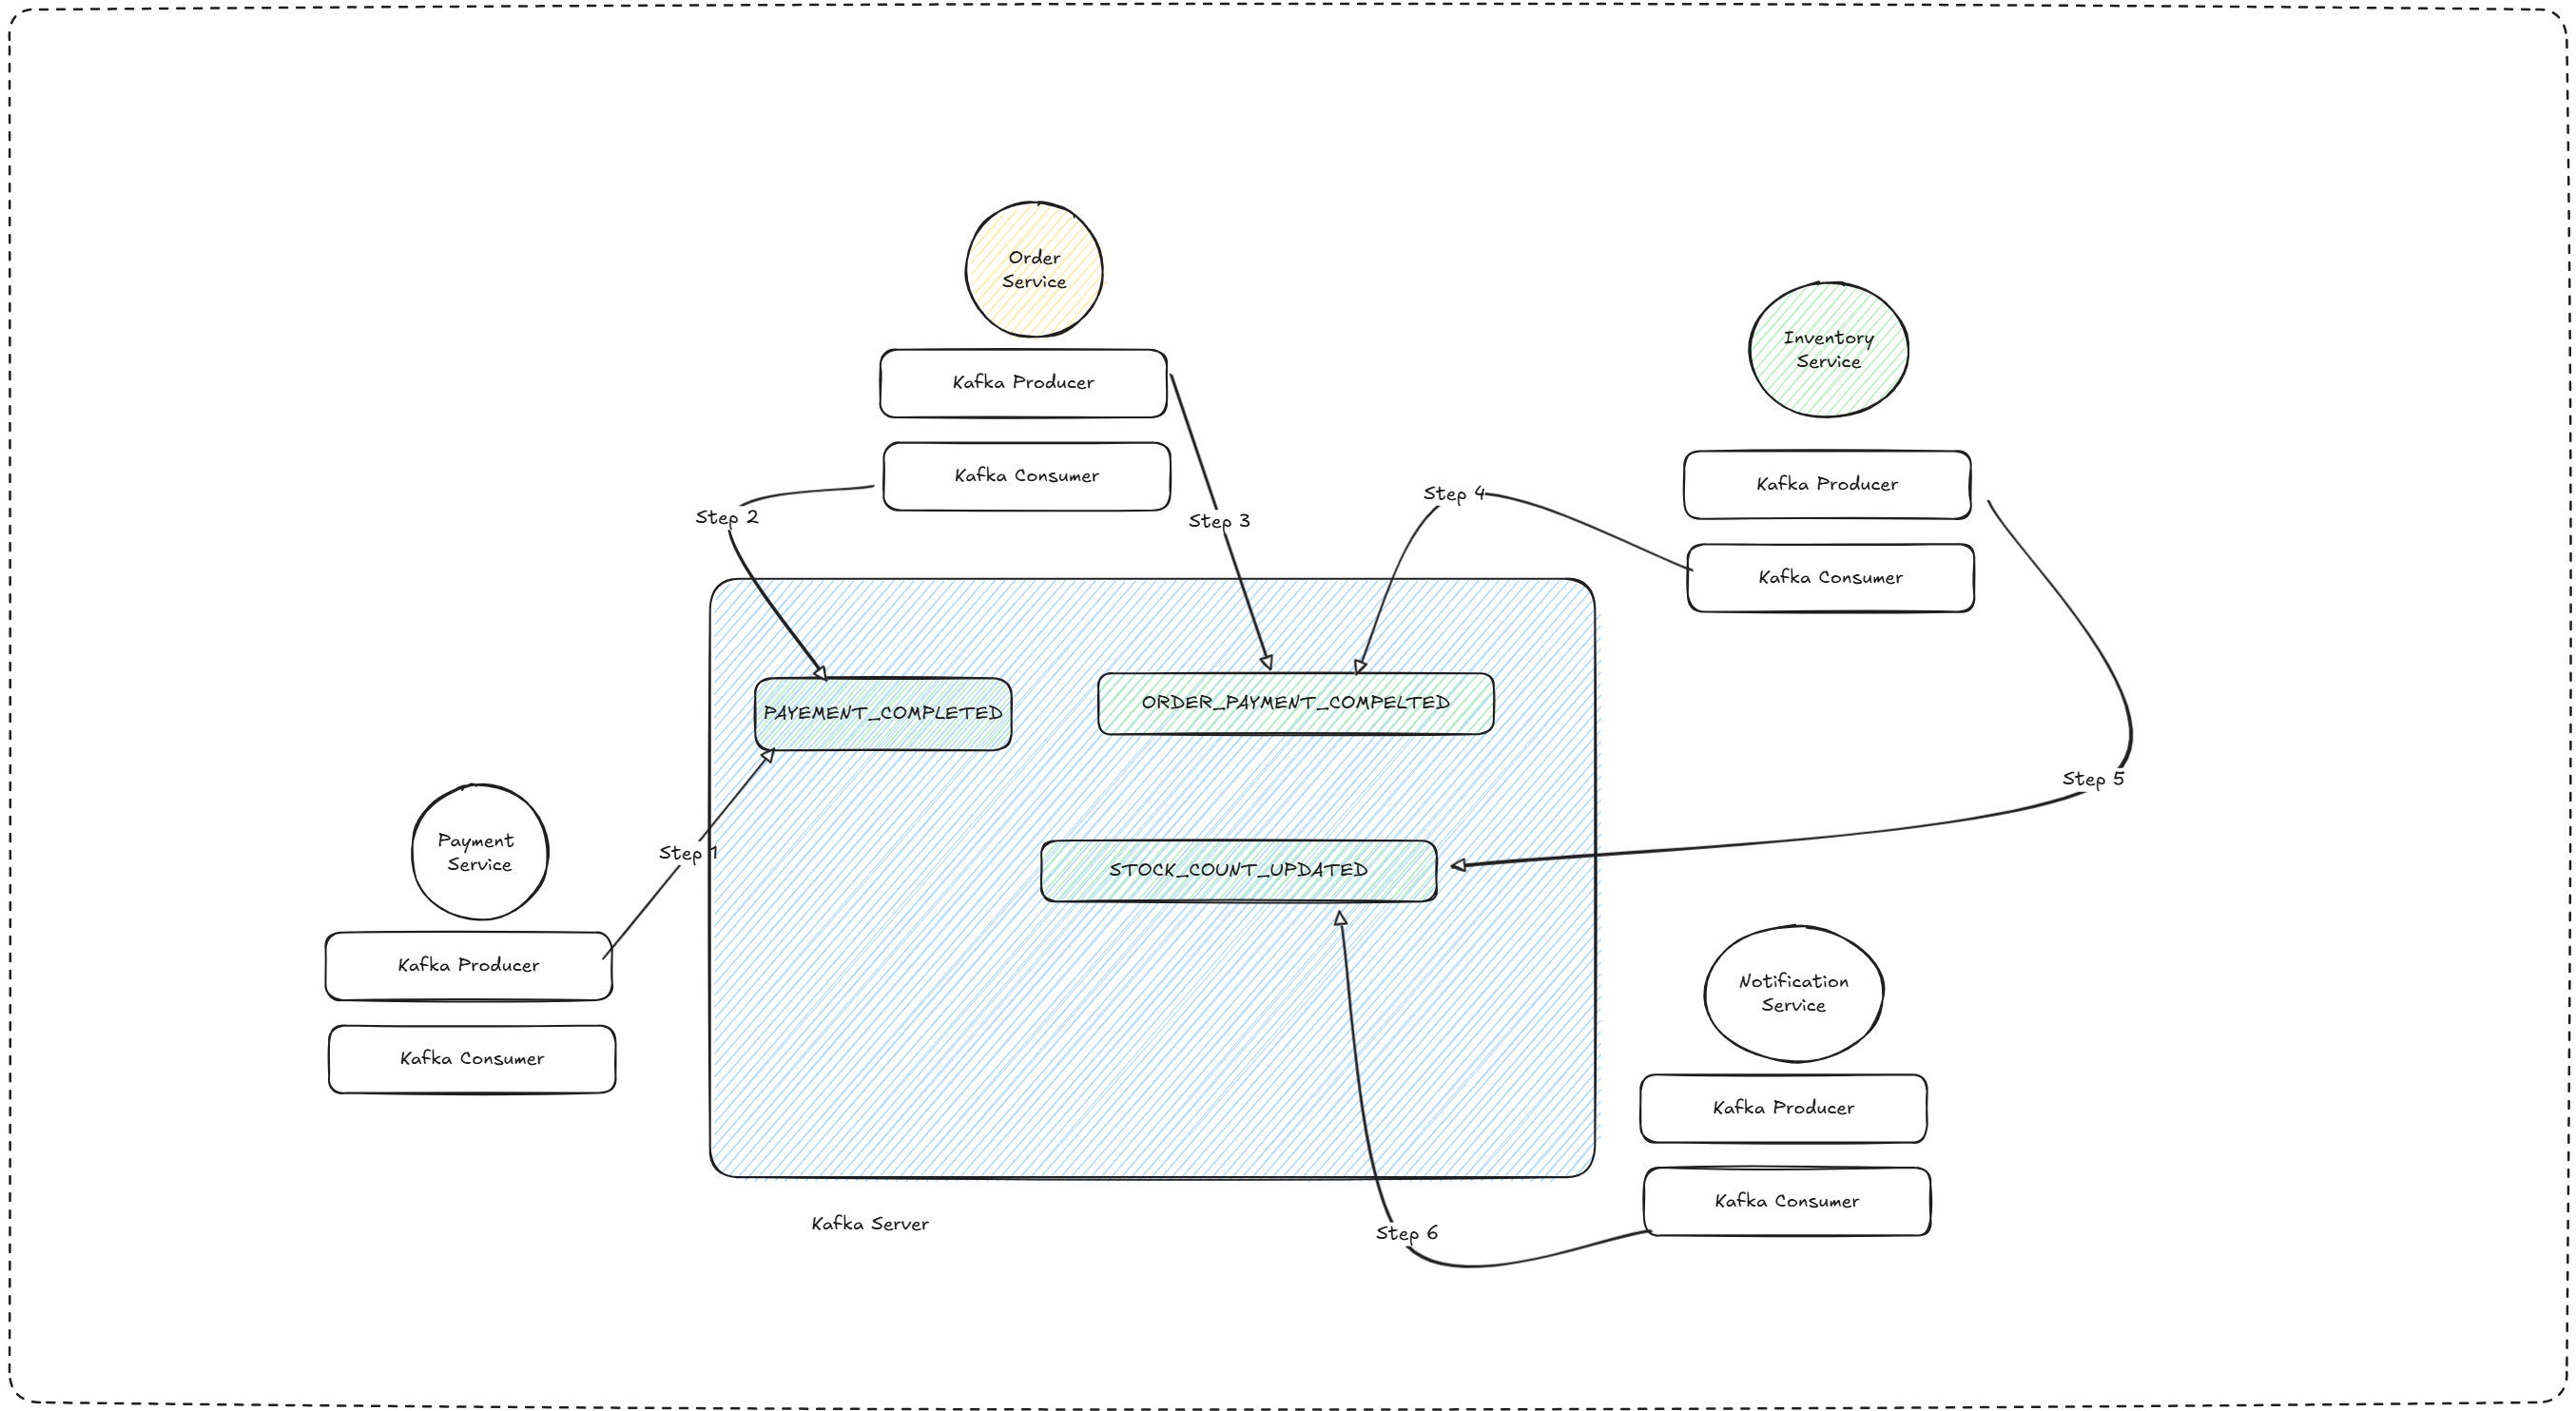 Order
Service
Kafka Producer
Kafka Consumer
Inventory
Service
Kafka Producer
Kafka Consumer
Step 2
Step 3
Step 4
PAYEMENT_COMPLETED
ORDER_PAYMENT_COMPELTED
Step 5
STOCK_COUNT_UPDATED
Step 1
Payment
Service
Kafka Producer
Kafka Consumer
Notification
Service
Kafka Producer
Kafka Consumer
Kafka Server
Step 6